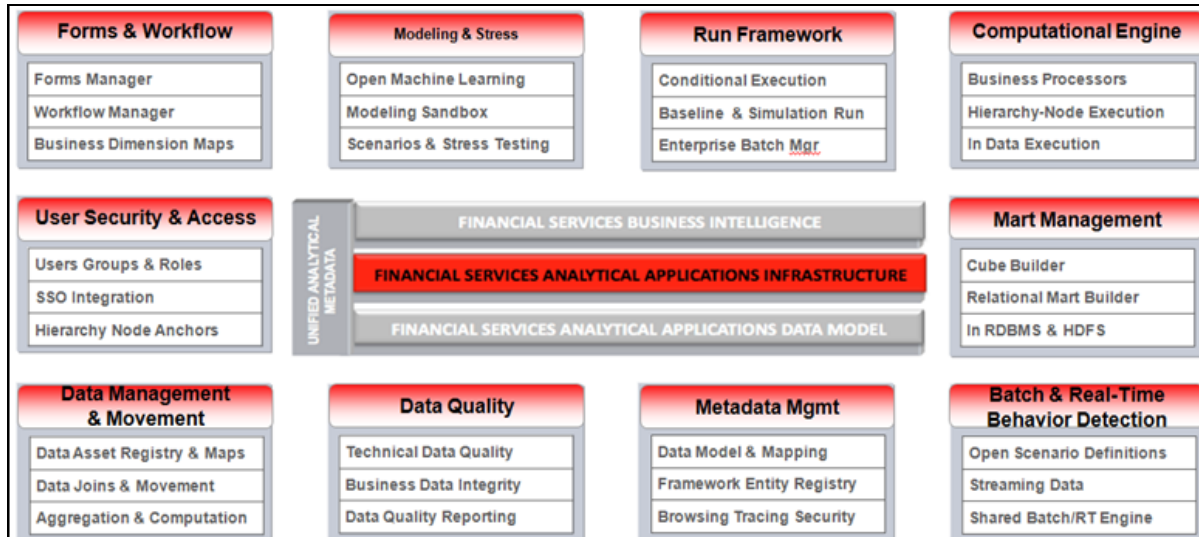 Forms & Workflow
Forms Manager
Workflow Manager
Business Dimension Maps
Modeling & Stress
Open Machine Learning
Modeling Sandbox
Scenarios & Stress Testing
Run Framework
Conditional Execution
Baseline & Simulation Run
Enterprise Batch Mgr
Computational Engine
Business Processors
Hierarchy-Node Execution
In Data Execution
User Security & Access
Users Groups & Roles
SSO Integration
Hierarchy Node Anchors
UNIFIED ANALYTICAL
METADATA
FINANCIAL SERVICES BUSINESS INTELLIGENCE
FINANCIAL SERVICES ANALYTICAL APPLICATIONS INFRASTRUCTURE
FINANCIAL SERVICES ANALYTICAL APPLICATIONS DATA MODEL
Mart Management
Cube Builder
Relational Mart Builder
In RDBMS & HDFS
Data Management
& Movement
Data Asset Registry & Maps
Data Joins & Movement
Aggregation & Computation
Data Quality
Technical Data Quality
Business Data Integrity
Data Quality Reporting
Metadata Mgmt
Data Model & Mapping
Framework Entity Registry
Browsing Tracing Security
Batch & Real-Time
Behavior Detection
Open Scenario Definitions
Streaming Data
Shared Batch/RT Engine